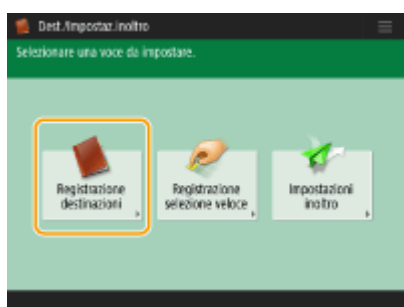 Dest./Impostaz.inoltro
Selezionare una voce da impostare.
Registrazione
destinazioni
Registrazione
selezione veloce
Impostazioni
inoltro